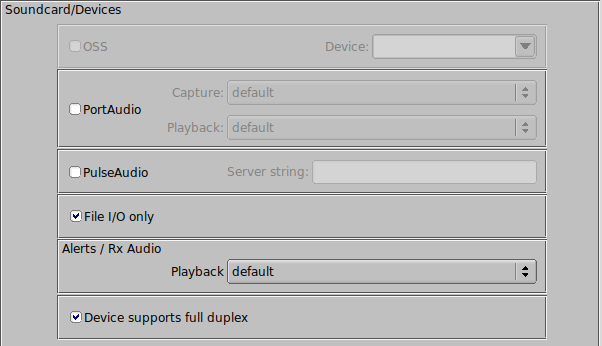 Soundcard/Devices
OSS Device:
Capture: default
PortAudio
Playback: default
PulseAudio Server string:
File I/O only
Alerts / Rx Audio
Playback default
Device supports full duplex